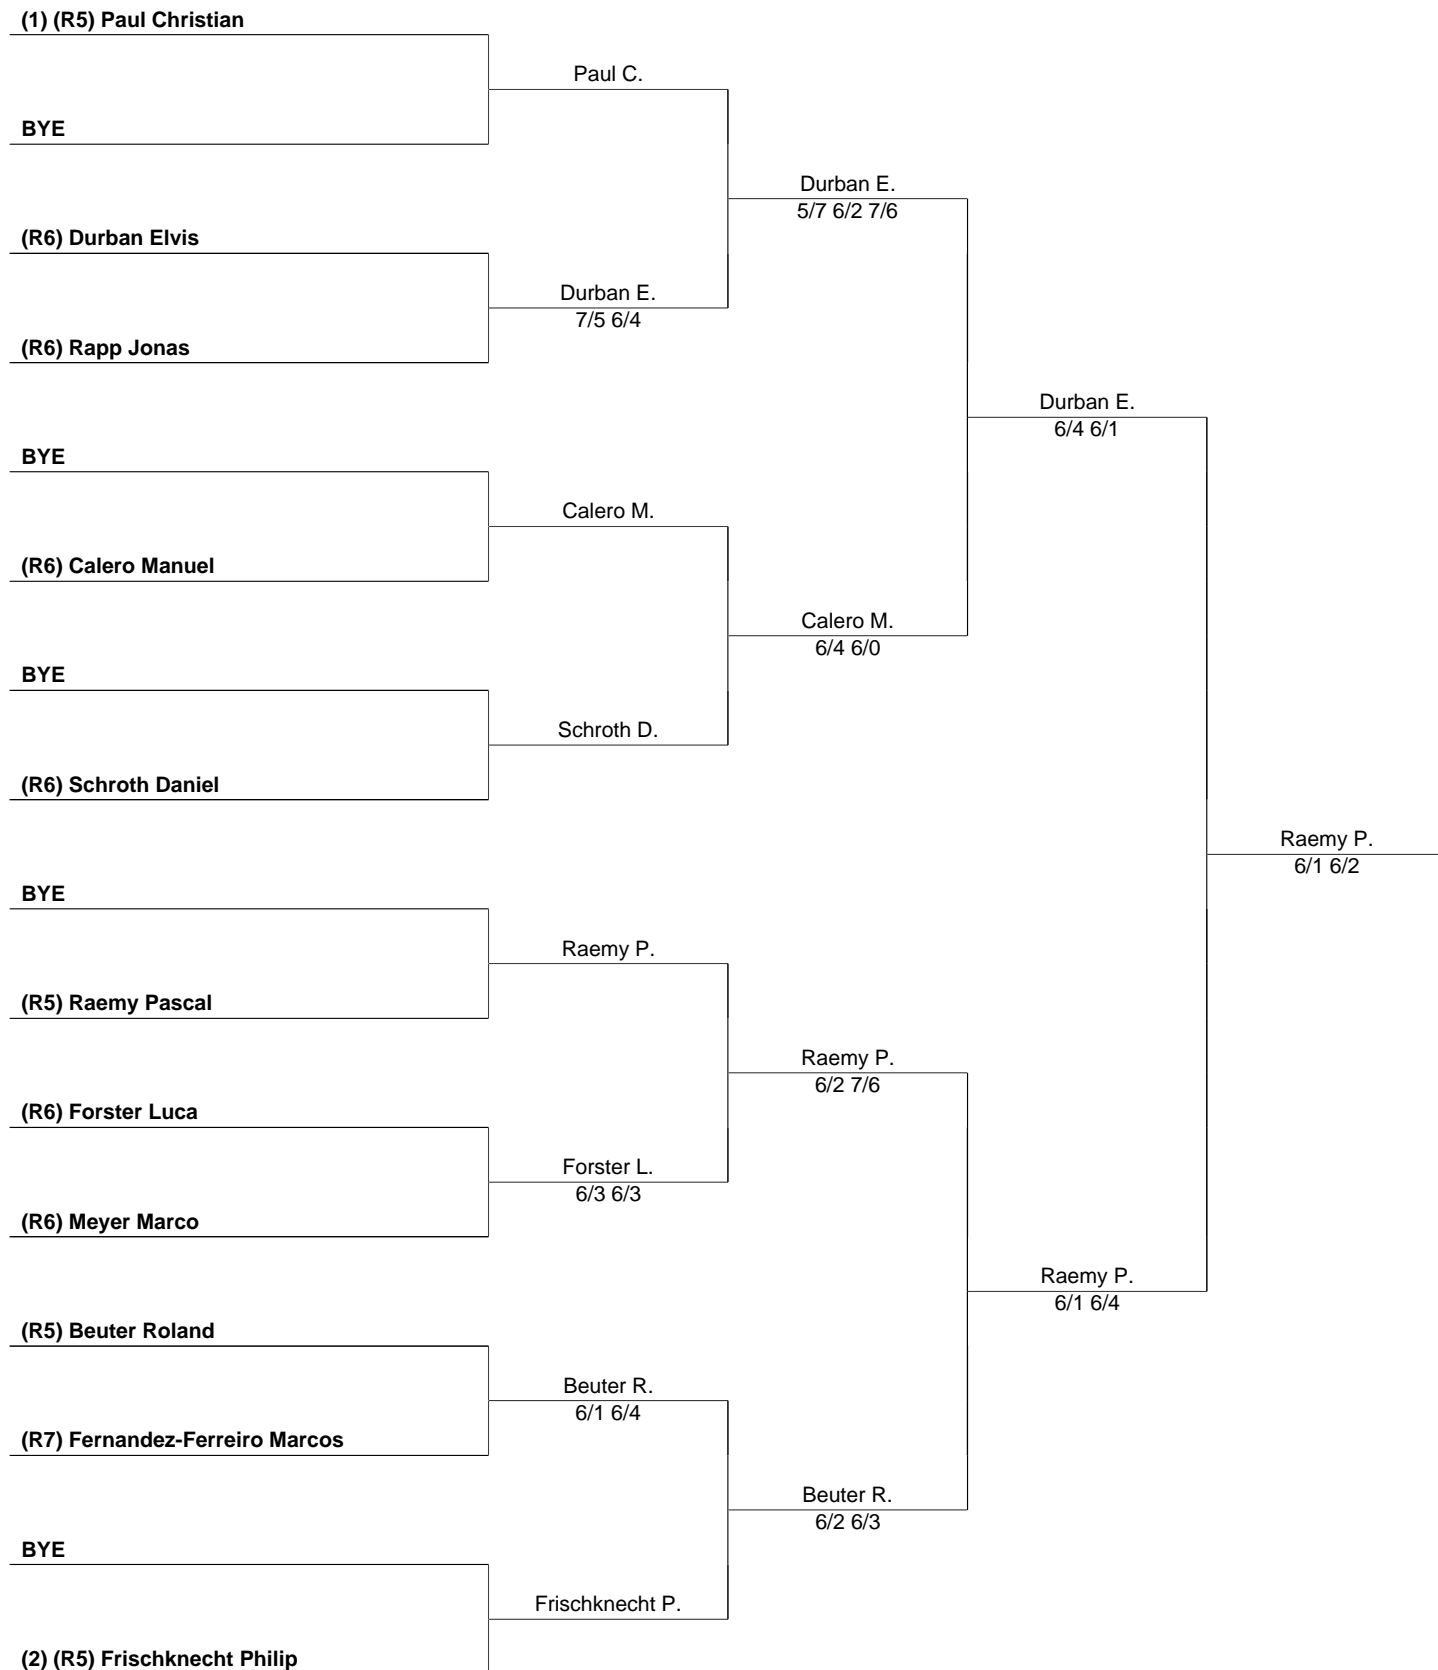 (1) (R5) Paul Christian
Paul C.
BYE
Durban E.
5/7 6/2 7/6
(R6) Durban Elvis
Durban E.
7/5 6/4
(R6) Rapp Jonas
Durban E.
6/4 6/1
BYE
Calero M.
(R6) Calero Manuel
Calero M.
6/4 6/0
BYE
Schroth D.
(R6) Schroth Daniel
Raemy P.
6/1 6/2
BYE
Raemy P.
(R5) Raemy Pascal
Raemy P.
6/2 7/6
(R6) Forster Luca
Forster L.
6/3 6/3
(R6) Meyer Marco
Raemy P.
6/1 6/4
(R5) Beuter Roland
Beuter R.
6/1 6/4
(R7) Fernandez-Ferreiro Marcos
Beuter R.
6/2 6/3
BYE
Frischknecht P.
(2) (R5) Frischknecht Philip